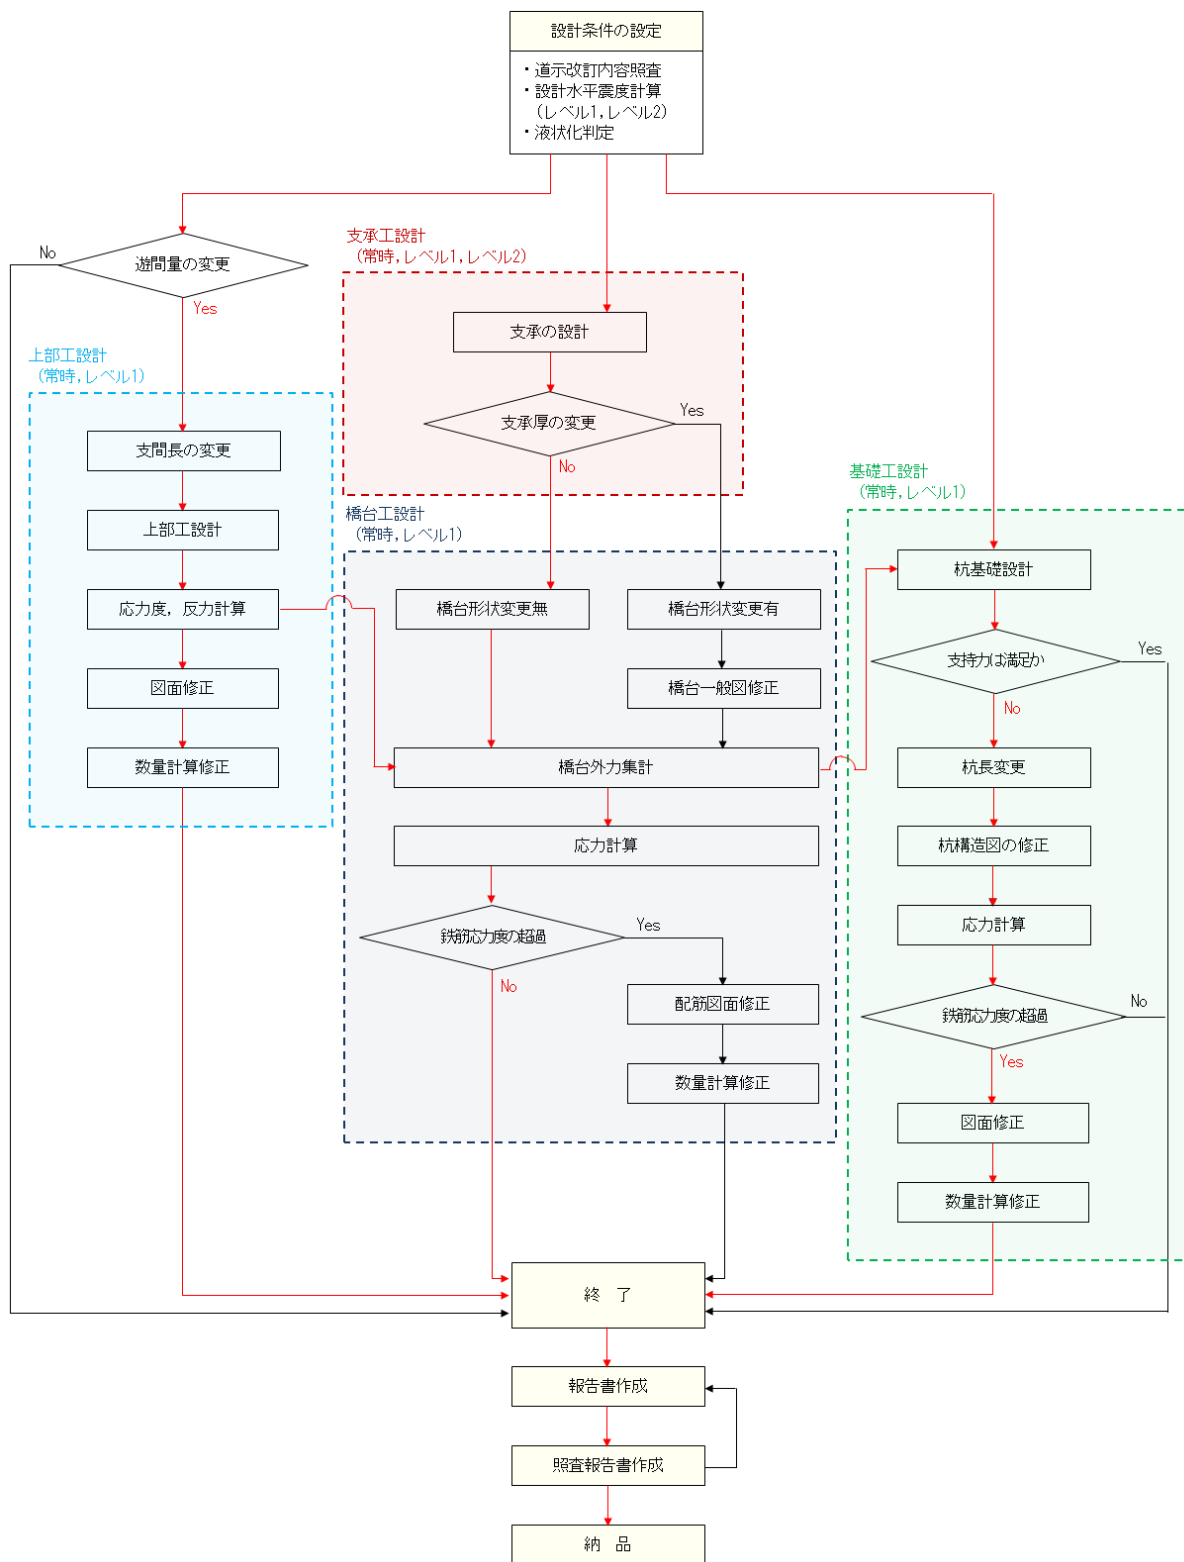 設計条件の設定
・道示改訂内容照査
・設計水平震度計算
（レベル1,レベル2）
・液状化判定
No
遊間量の変更
Yes
上部工設計
（常時,レベル1）
支間長の変更
上部工設計
応力度，反力計算
図面修正
数量計算修正
支承工設計
（常時,レベル1,レベル2）
支承の設計
支承厚の変更
Yes
No
橋台工設計
（常時,レベル1）
橋台形状変更無
橋台形状変更有
橋台一般図修正
橋台外力集計
応力計算
鉄筋応力度の超過
Yes
No
配筋図面修正
数量計算修正
基礎工設計
（常時,レベル1）
杭基礎設計
支持力は満足か
Yes
No
杭長変更
杭構造図の修正
応力計算
鉄筋応力度の超過
No
Yes
図面修正
数量計算修正
終　了
報告書作成
照査報告書作成
納　品